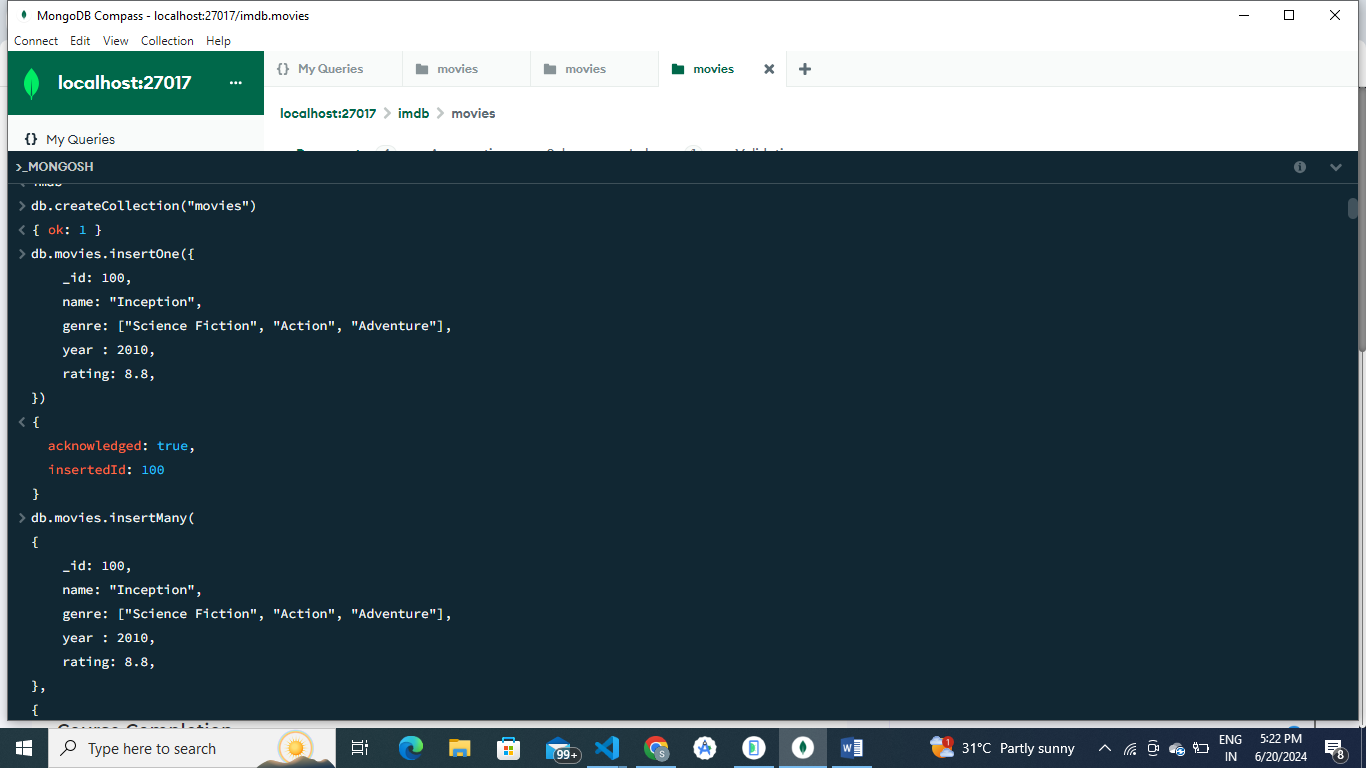 MongoDB Compass - localhost:27017/imdb.movies
Connect Edit View Collection Help
localhost:27017 ...
{} My Queries
movies
movies
movies
localhost:27017 > imdb > movies
{} My Queries
>_MONGOSH
imdb
> db.createCollection("movies")
< { ok: 1 }
> db.movies.insertOne({
_id: 100,
name: "Inception",
genre: ["Science Fiction", "Action", "Adventure"],
year : 2010,
rating: 8.8,
})
< {
acknowledged: true,
insertedId: 100
}
> db.movies.insertMany(
{
_id: 100,
name: "Inception",
genre: ["Science Fiction", "Action", "Adventure"],
year : 2010,
rating: 8.8,
},
{
Course Completion
Type here to search
99+
S
W
1
31°C Partly sunny
ENG
IN
5:22 PM
6/20/2024
8